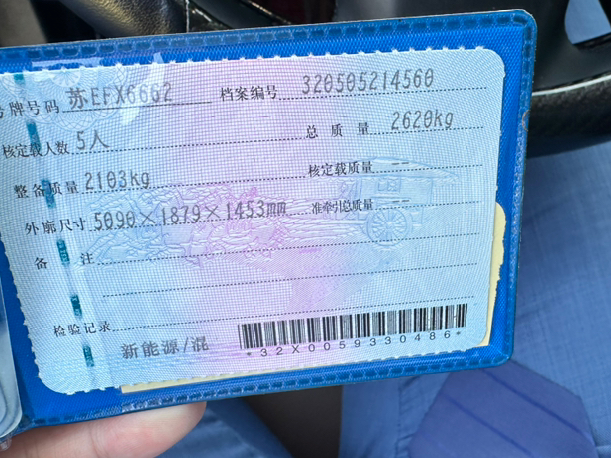 号牌号码 苏EFX6662 档案编号 320505214560
核定载人数 5人 总质量 2620kg
整备质量 2103kg 核定载质量 --
外廓尺寸 5090×1879×1453mm 准牵引总质量 --
备注
检验记录
新能源/混
*32X0059330486*